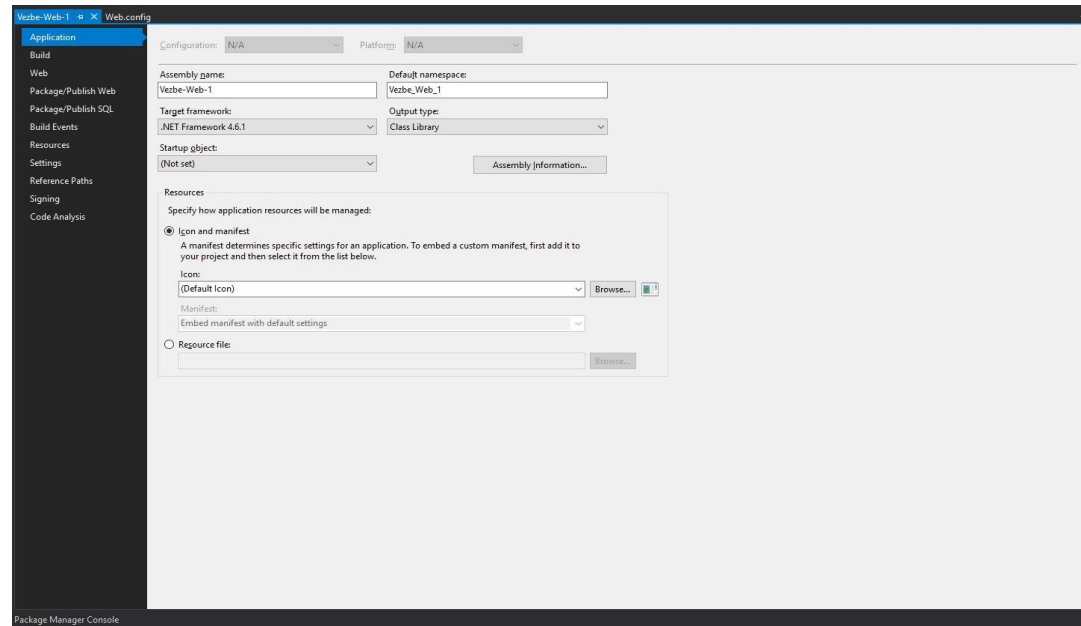 Vezbe-Web-1 Web.config
Application
Build
Web
Package/Publish Web
Package/Publish SQL
Build Events
Resources
Settings
Reference Paths
Signing
Code Analysis
Configuration: N/A Platform: N/A
Assembly name: Default namespace:
Vezbe-Web-1 Vezbe_Web_1
Target framework: Output type:
.NET Framework 4.6.1 Class Library
Startup object:
(Not set) Assembly Information...
Resources
Specify how application resources will be managed:
Icon and manifest
A manifest determines specific settings for an application. To embed a custom manifest, first add it to
your project and then select it from the list below.
Icon:
(Default Icon) Browse...
Manifest:
Embed manifest with default settings
Resource file:
Browse...
Package Manager Console